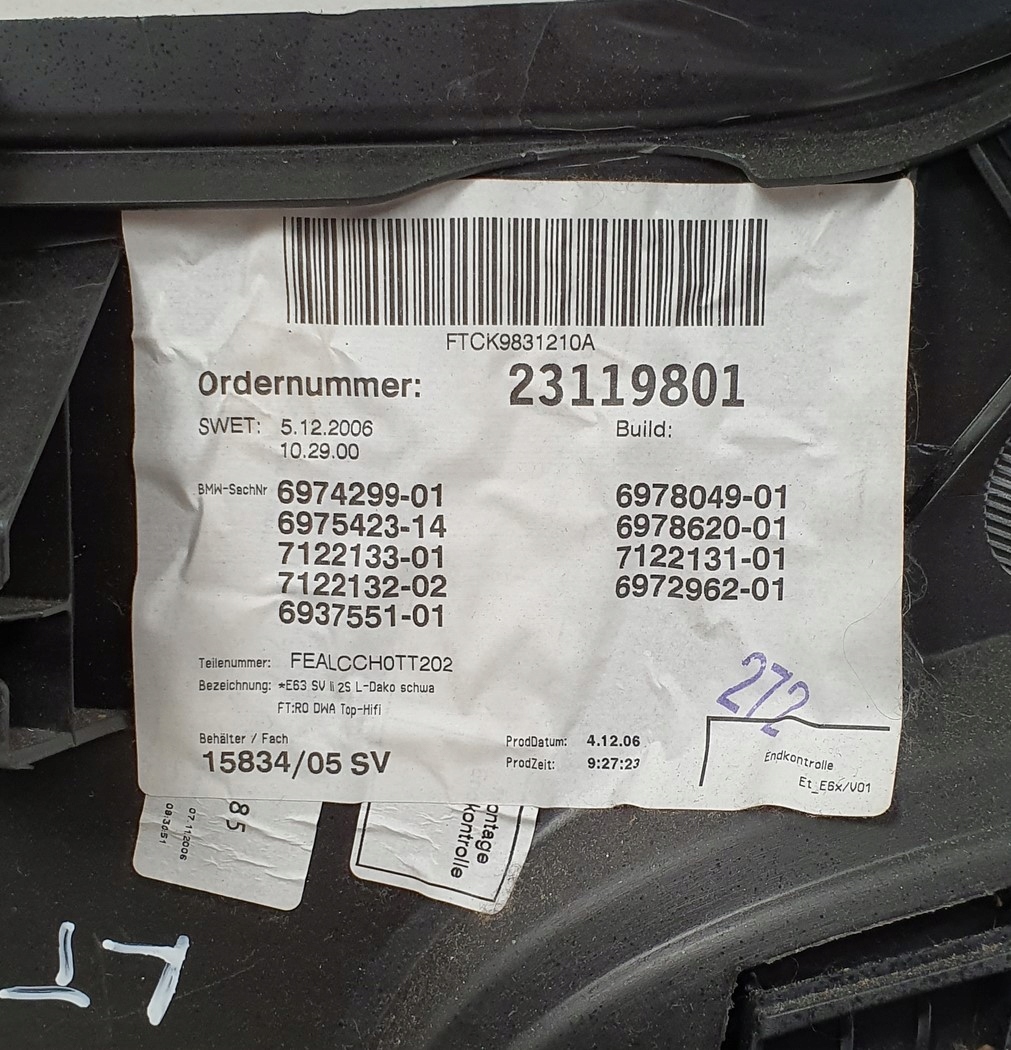 FTCK9831210A
Ordernummer: 23119801
SWET: 5.12.2006 Build:
10.29.00
BMW-SachNr 6974299-01 6978049-01
6975423-14 6978620-01
7122133-01 7122131-01
7122132-02 6972962-01
6937551-01
Teilenummer: FEALCCH0TT202
Bezeichnung: *E63 SV li 2S L-Dako schwa
FT:RO DWA Top-Hifi
272
Behälter / Fach
15834/05 SV
ProdDatum: 4.12.06
ProdZeit: 9:27:23
Endkontrolle
Et_E6x/V01
85
07.11.2006
ontage
kontrolle